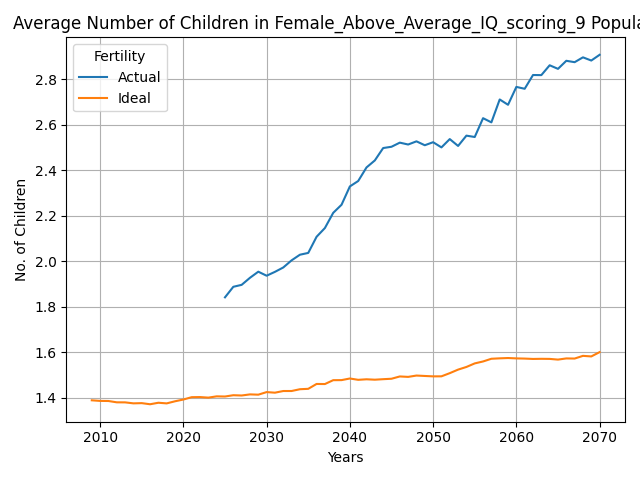 Average Number of Children in Female_Above_Average_IQ_scoring_9 Popula
Fertility
Actual
Ideal
No. of Children
2.8
2.6
2.4
2.2
2.0
1.8
1.6
1.4
2010 2020 2030 2040 2050 2060 2070
Years